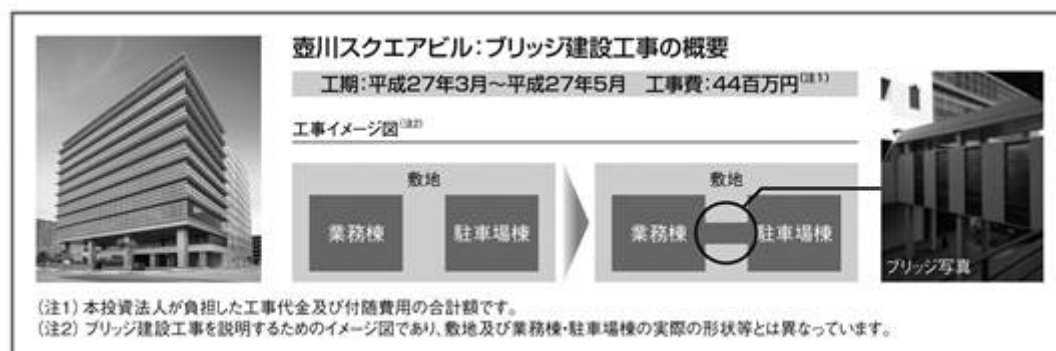 壺川スクエアビル：ブリッジ建設工事の概要
工期：平成27年3月～平成27年5月　工事費：44百万円(注1)
工事イメージ図(注2)
敷地
業務棟
駐車場棟
敷地
業務棟
駐車場棟
ブリッジ写真
(注1) 本投資法人が負担した工事代金及び付随費用の合計額です。
(注2) ブリッジ建設工事を説明するためのイメージ図であり、敷地及び業務棟・駐車場棟の実際の形状等とは異なっています。